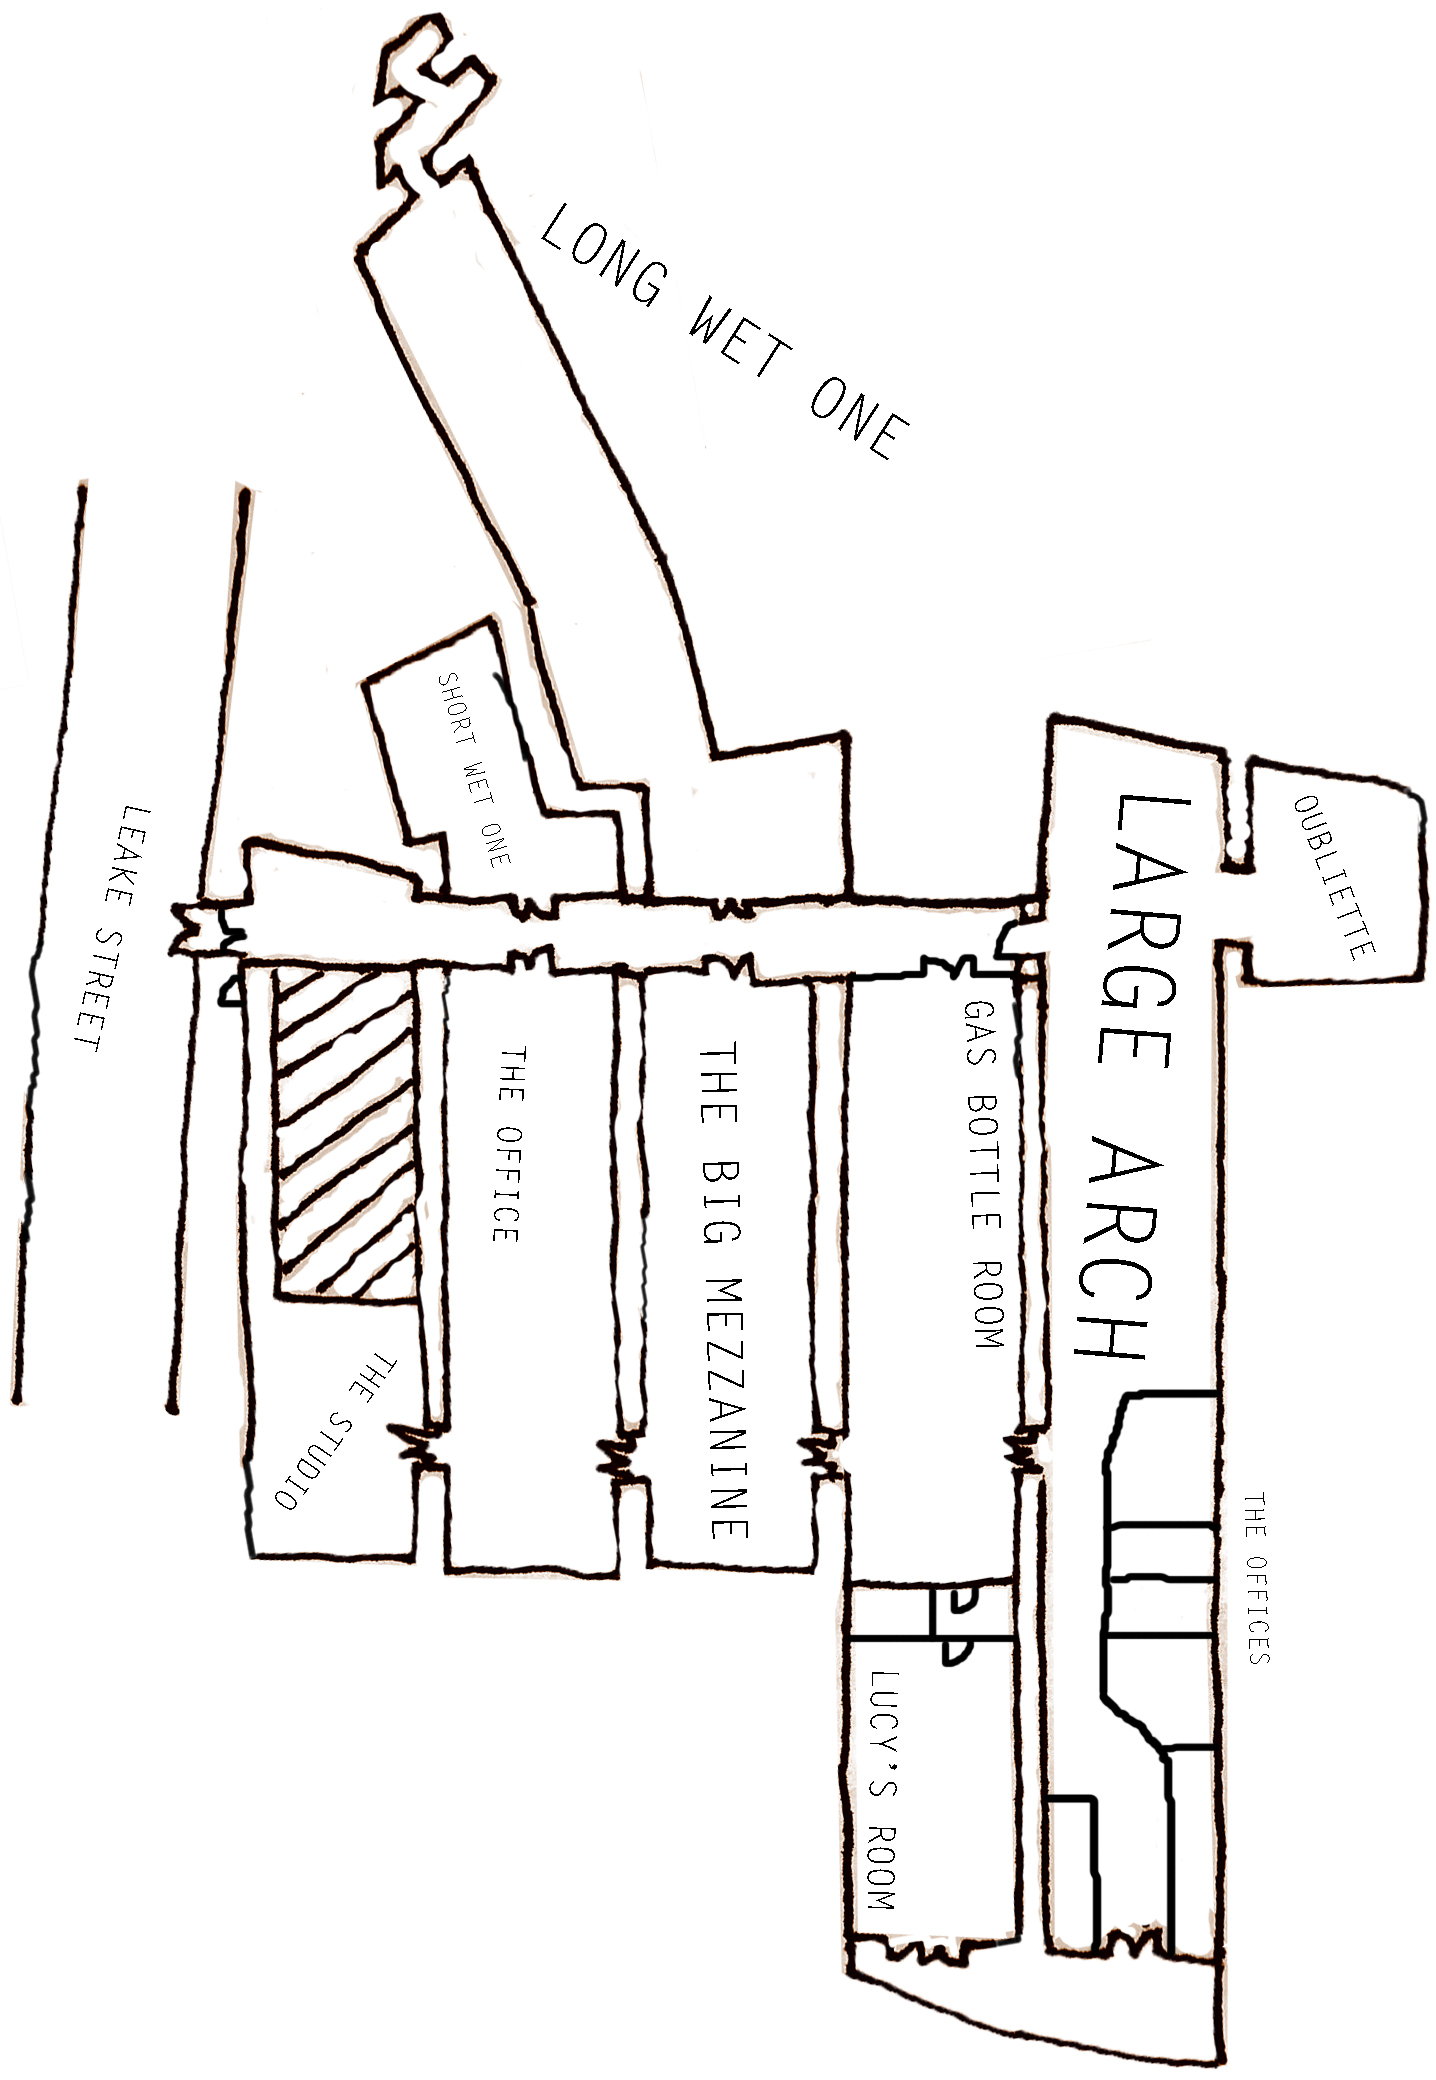 LONG WET ONE
SHORT WET ONE
LEAKE STREET
OUBLIETTE
LARGE ARCH
GAS BOTTLE ROOM
THE BIG MEZZANINE
THE OFFICE
THE STUDIO
THE OFFICES
LUCY'S ROOM